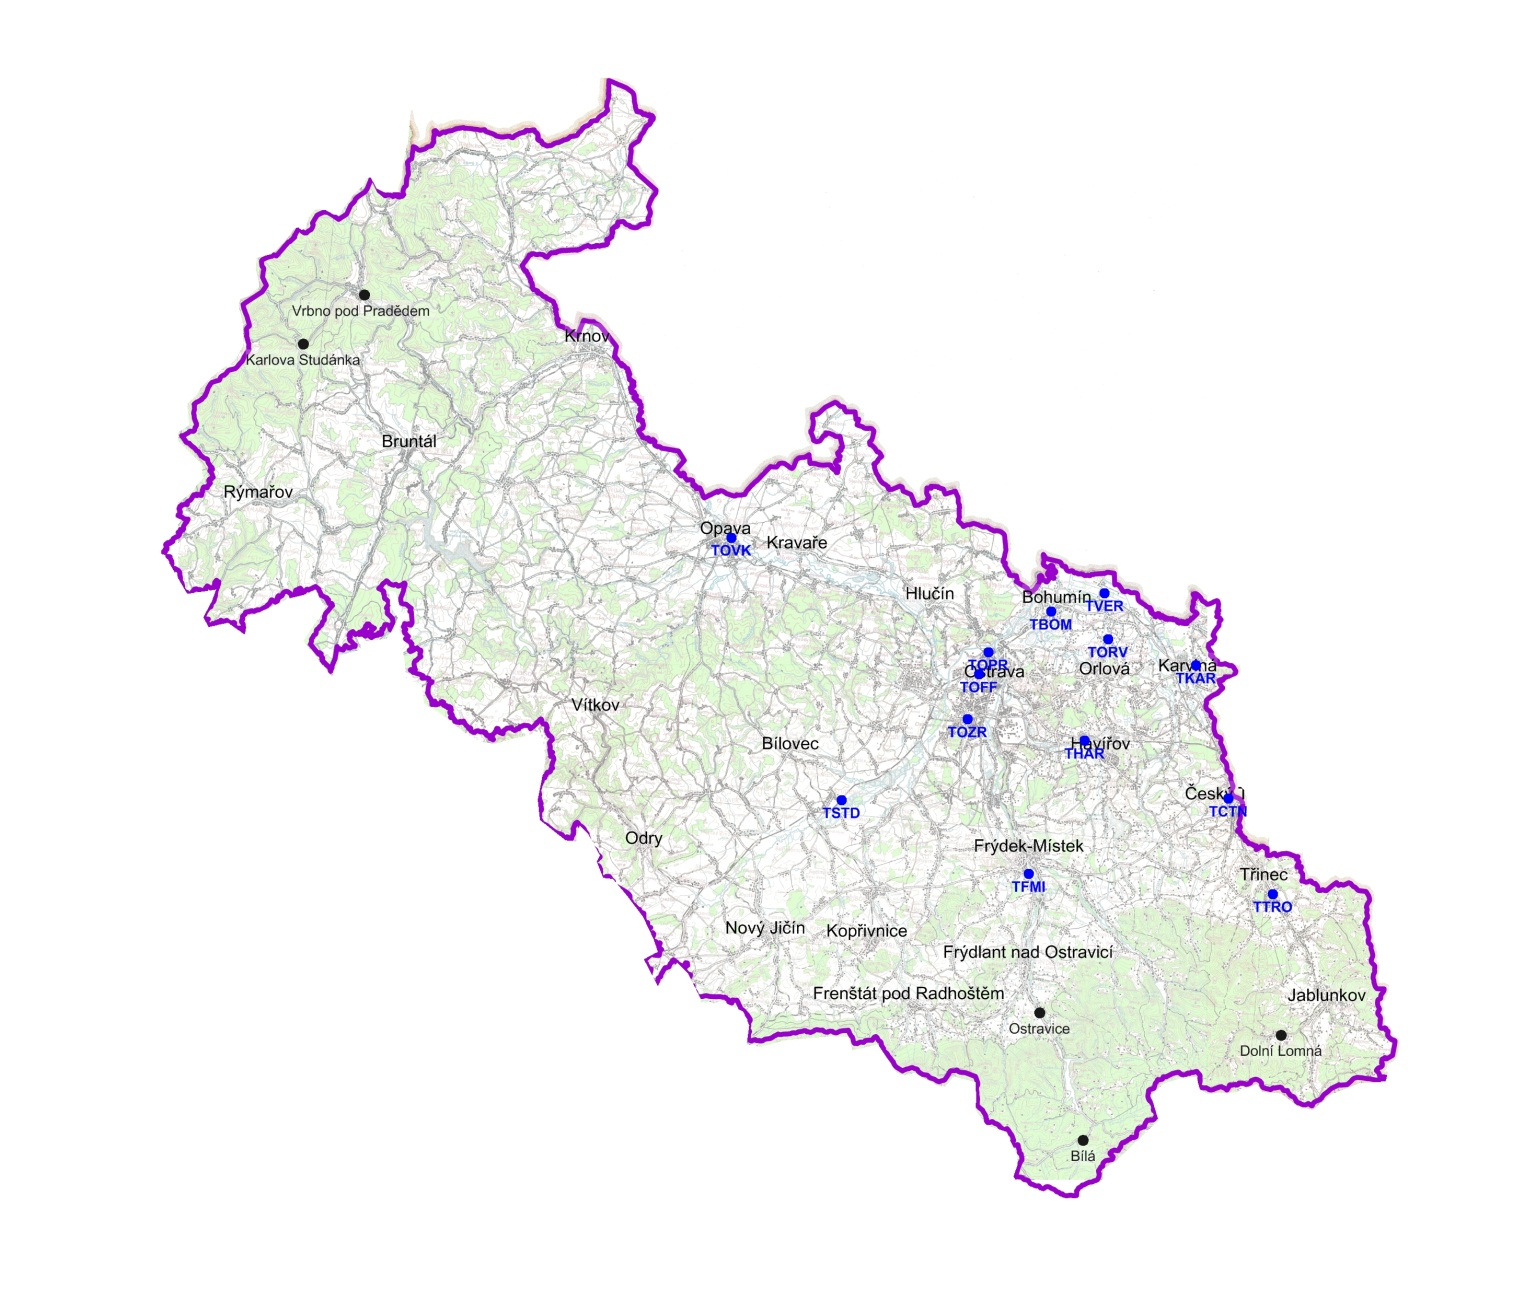 Vrbno pod Pradědem
Krnov
Karlova Studánka
Bruntál
Rýmařov
Opava
TOVK
Kravaře
Hlučín
Bohumín
TVER
TBOM
TORV
TOPR
Ostrava
Orlová
Karviná
TKAR
TOFF
Vítkov
TOZR
Bílovec
Havířov
THAR
Český T
TCTN
TSTD
Odry
Frýdek-Místek
TFMI
Třinec
TTRO
Nový Jičín
Kopřivnice
Frýdlant nad Ostravicí
Frenštát pod Radhoštěm
Jablunkov
Ostravice
Dolní Lomná
Bílá